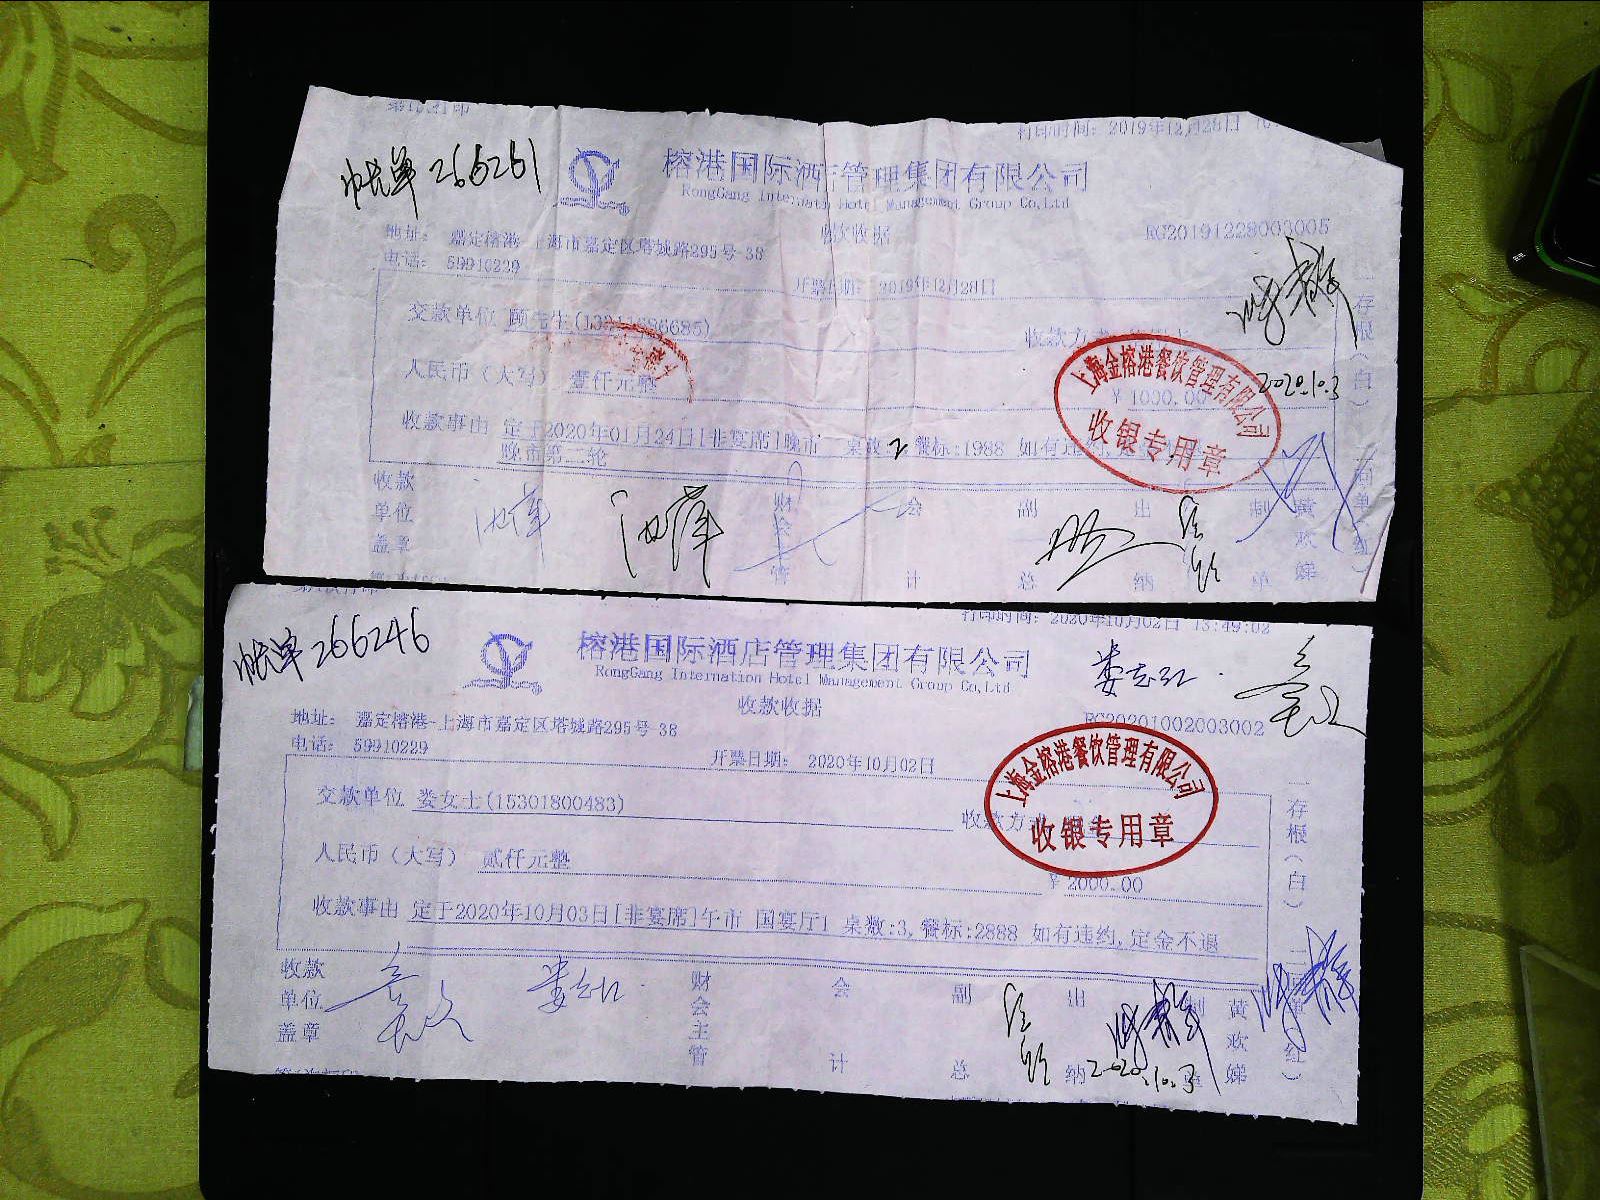 打印时间: 2019年12月28日
帐单 266261
榕港国际酒店管理集团有限公司
RongGang Internation Hotel Management Group Co,Ltd
收款收据
RG20191228003005
地址: 嘉定榕港-上海市嘉定区塔城路295号-38
电话: 59910229
开票日期: 2019年12月28日
交款单位 顾先生
收款方式
人民币（大写） 壹仟元整
¥ 1000.00
上海金榕港餐饮管理有限公司
收银专用章
2020.10.3
收款事由 定于2020年01月24日[非宴席]晚市 桌数:2 餐标:1988 如有违约,
晚市第二轮
收款单位盖章
财会主管
会计
副总
出纳
制单
黄欢娣
存根（白）
打印时间: 2020年10月02日 13:49:02
帐单 266246
榕港国际酒店管理集团有限公司
RongGang Internation Hotel Management Group Co,Ltd
娄志红
收款收据
RG20201002003002
地址: 嘉定榕港-上海市嘉定区塔城路295号-38
电话: 59910229
开票日期: 2020年10月02日
交款单位 娄女士(15301800483)
收款方式
上海金榕港餐饮管理有限公司
收银专用章
人民币（大写） 贰仟元整
¥ 2000.00
收款事由 定于2020年10月03日[非宴席]午市 国宴厅1 桌数:3,餐标:2888 如有违约,定金不退
收款单位盖章
娄志红
财会主管
会计
副总
出纳
2020.10.3
黄欢娣
存根（白）